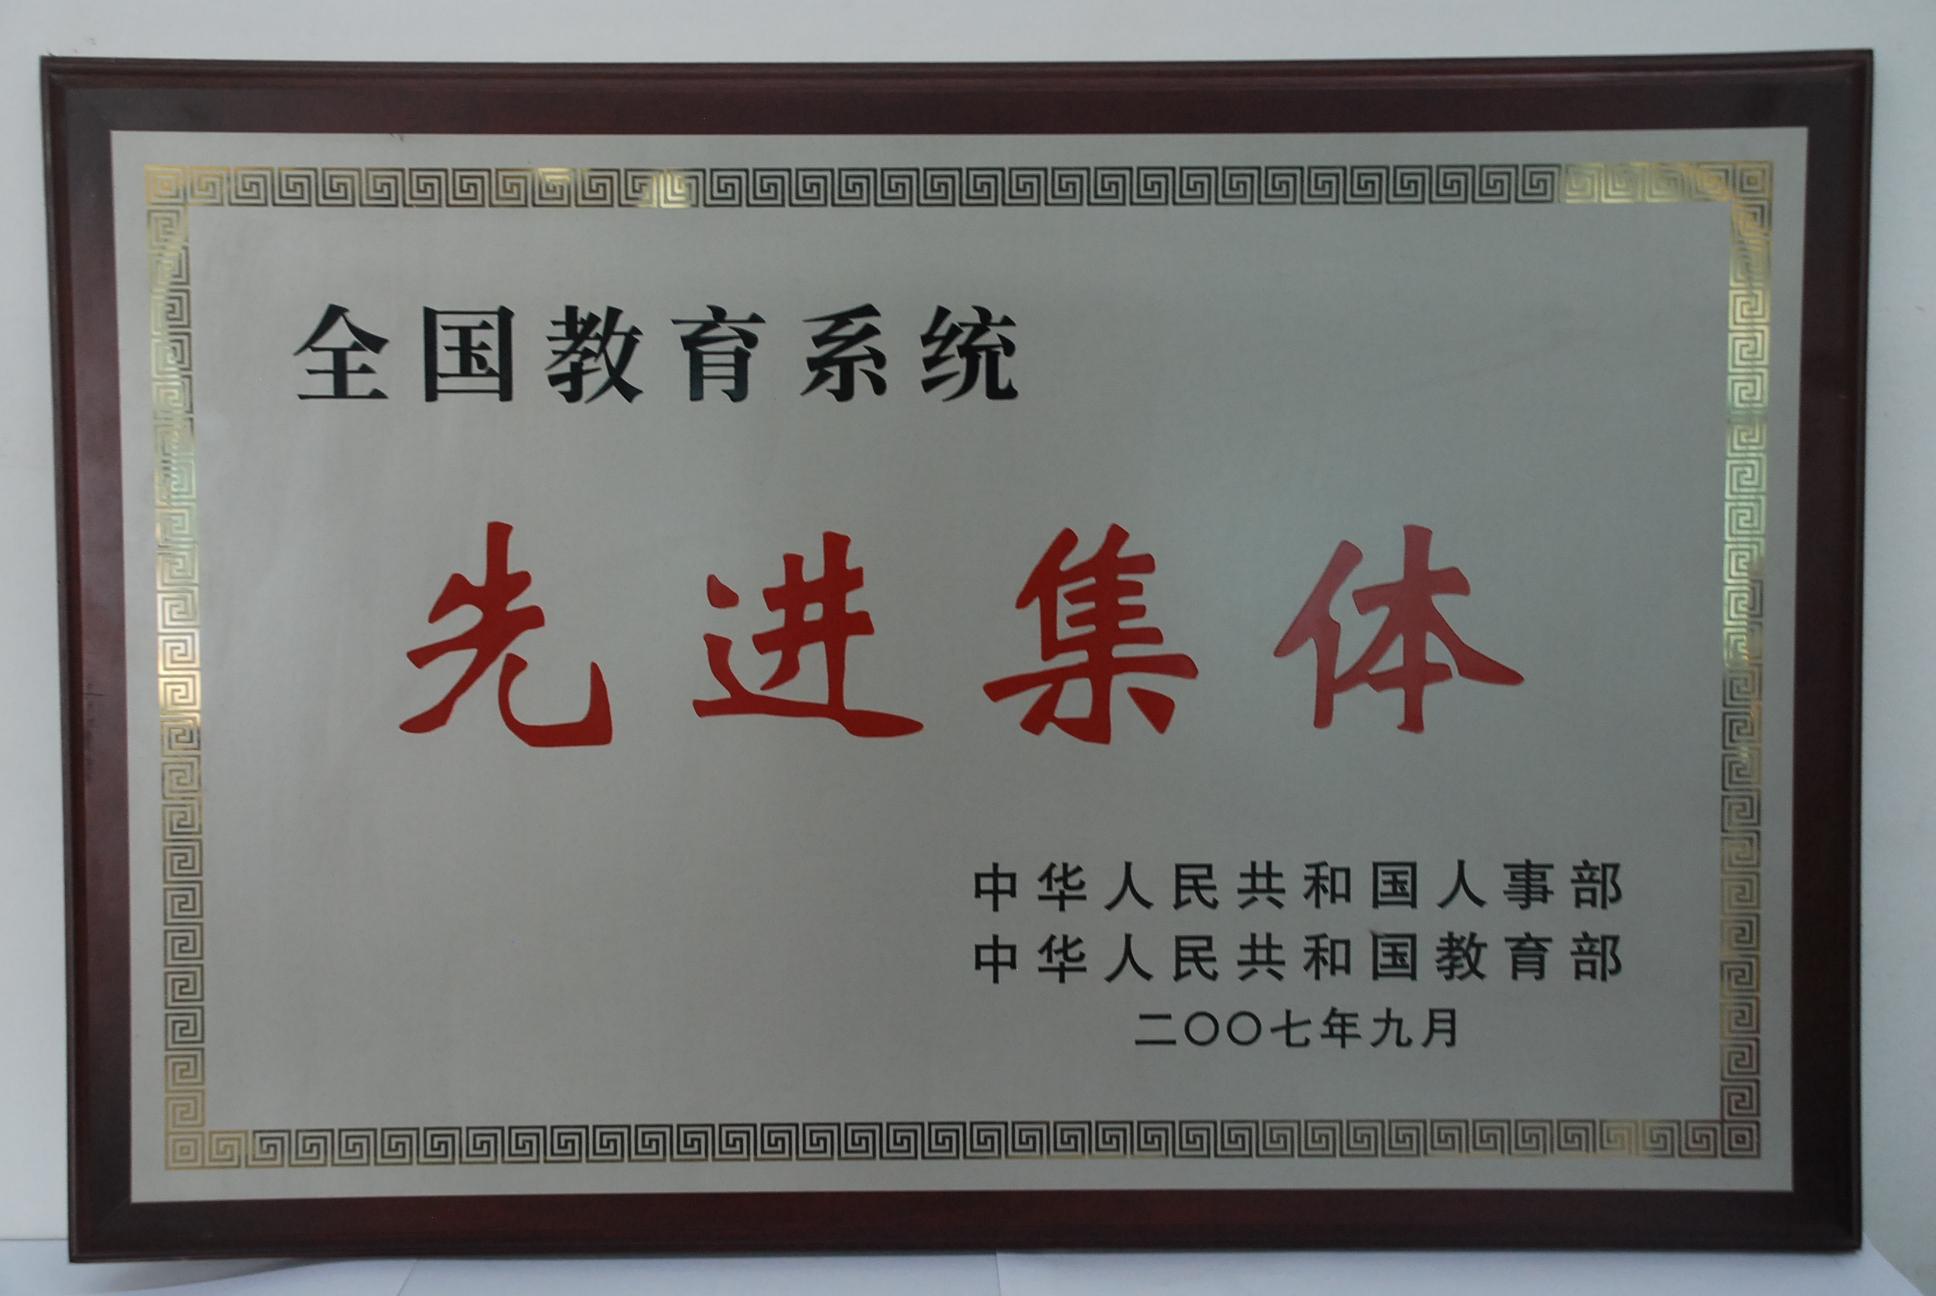 全国教育系统
先进集体
中华人民共和国人事部
中华人民共和国教育部
二〇〇七年九月